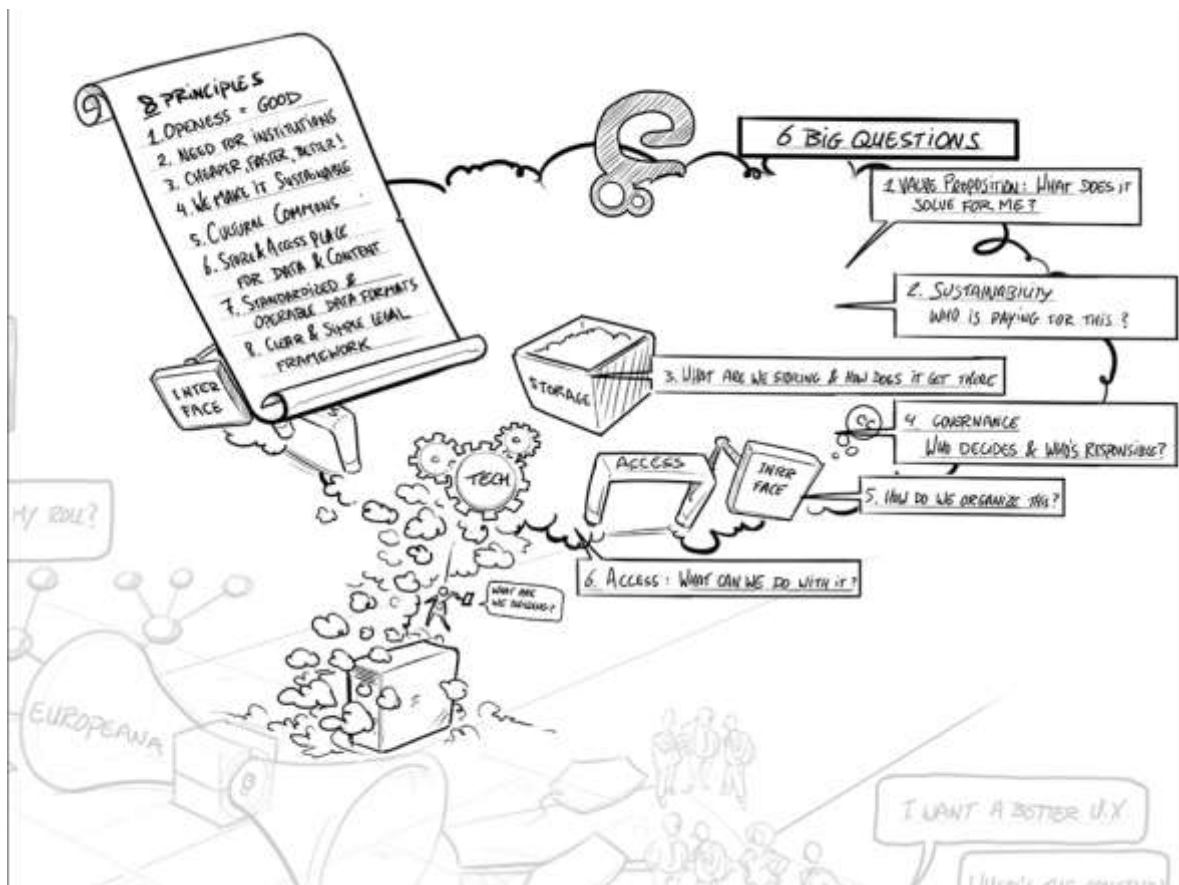 8 PRINCIPLES
1. OPENESS = GOOD
2. NEED FOR INSTITUTIONS
3. CHEAPER, FASTER, BETTER!
4. WE MAKE IT SUSTAINABLE
5. CULTURAL COMMONS
6. STORE & ACCESS PLACE
FOR DATA & CONTENT
7. STANDARDIZED &
OPERABLE DATA FORMATS
8. CLEAR & SIMPLE LEGAL
FRAMEWORK
INTER
FACE
6 BIG QUESTIONS
1 VALUE PROPOSITION: WHAT DOES IT
SOLVE FOR ME?
2. SUSTAINABILITY
WHO IS PAYING FOR THIS?
STORAGE
3. WHAT ARE WE STORING & HOW DOES IT GET THERE
CC
4 GOVERNANCE
WHO DECIDES & WHO'S RESPONSIBLE?
TECH
ACCESS
INTER
FACE
5. HOW DO WE ORGANIZE THIS?
6. ACCESS: WHAT CAN WE DO WITH IT?
WHAT ARE
WE
MY ROLL?
EUROPEANA
I WANT A BETTER U.X